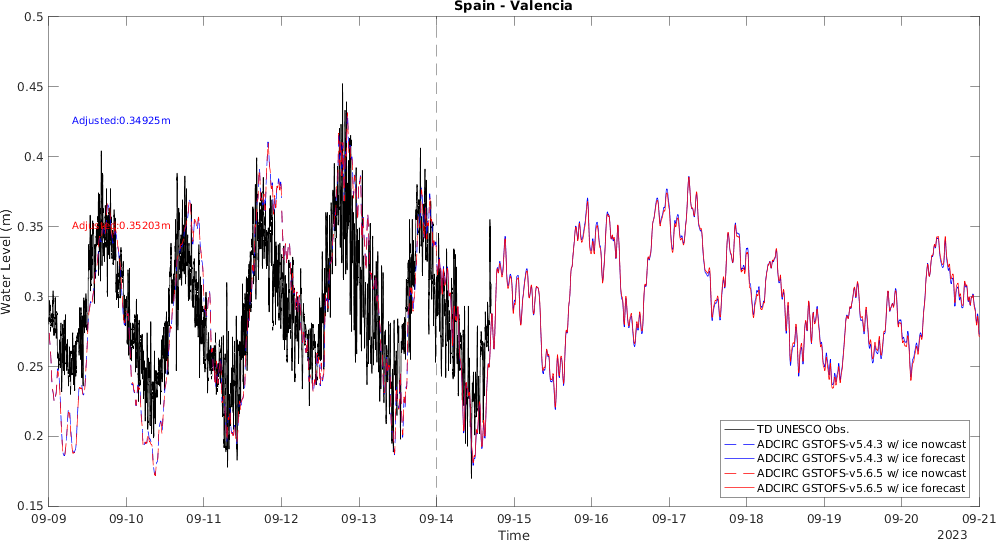 Spain - Valencia
0.5
0.45
0.4
0.35
0.3
0.25
0.2
0.15
Water Level (m)
Adjusted:0.34925m
Adjusted:0.35203m
TD UNESCO Obs.
ADCIRC GSTOFS-v5.4.3 w/ ice nowcast
ADCIRC GSTOFS-v5.4.3 w/ ice forecast
ADCIRC GSTOFS-v5.6.5 w/ ice nowcast
ADCIRC GSTOFS-v5.6.5 w/ ice forecast
09-09 09-10 09-11 09-12 09-13 09-14 09-15 09-16 09-17 09-18 09-19 09-20 09-21
Time
2023